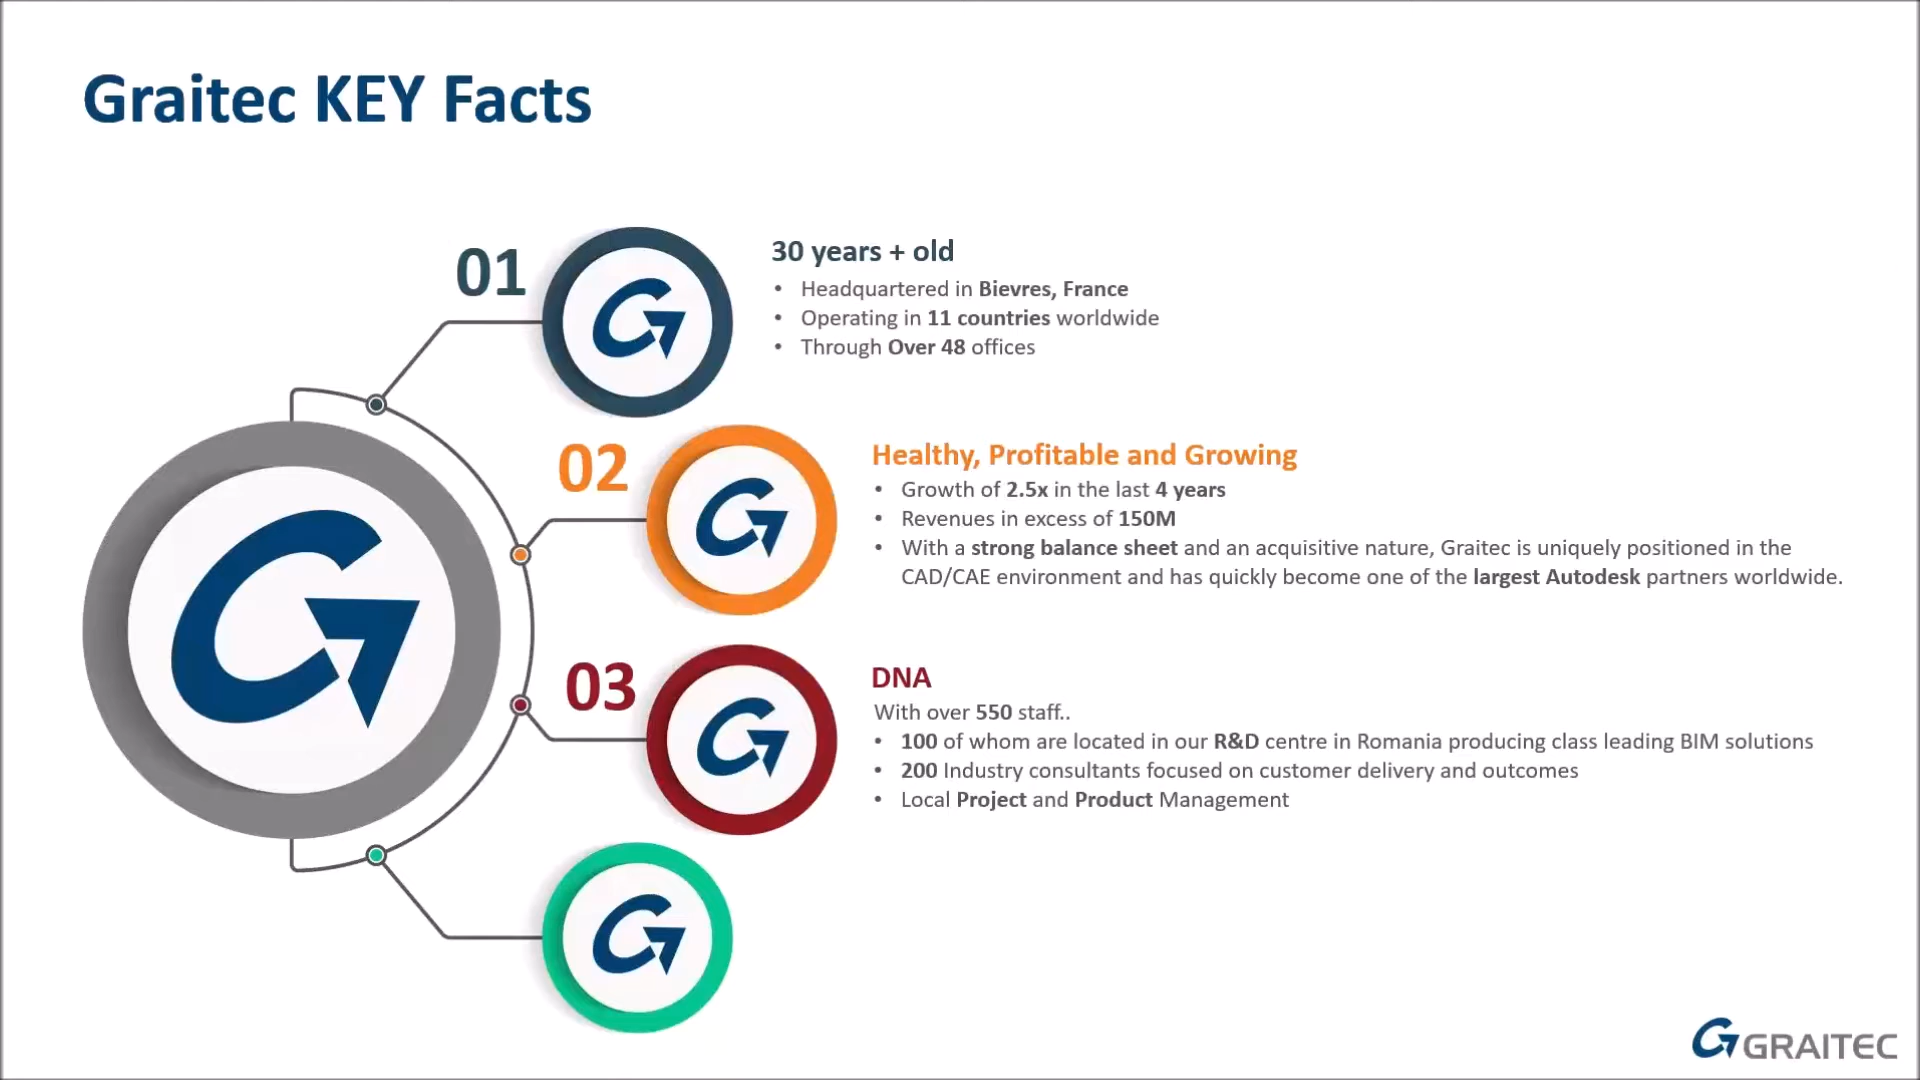 Graitec KEY Facts
01
30 years + old
• Headquartered in Bievres, France
• Operating in 11 countries worldwide
• Through Over 48 offices
02
Healthy, Profitable and Growing
• Growth of 2.5x in the last 4 years
• Revenues in excess of 150M
• With a strong balance sheet and an acquisitive nature, Graitec is uniquely positioned in the
CAD/CAE environment and has quickly become one of the largest Autodesk partners worldwide.
03
DNA
With over 550 staff..
• 100 of whom are located in our R&D centre in Romania producing class leading BIM solutions
• 200 Industry consultants focused on customer delivery and outcomes
• Local Project and Product Management
GRAITEC